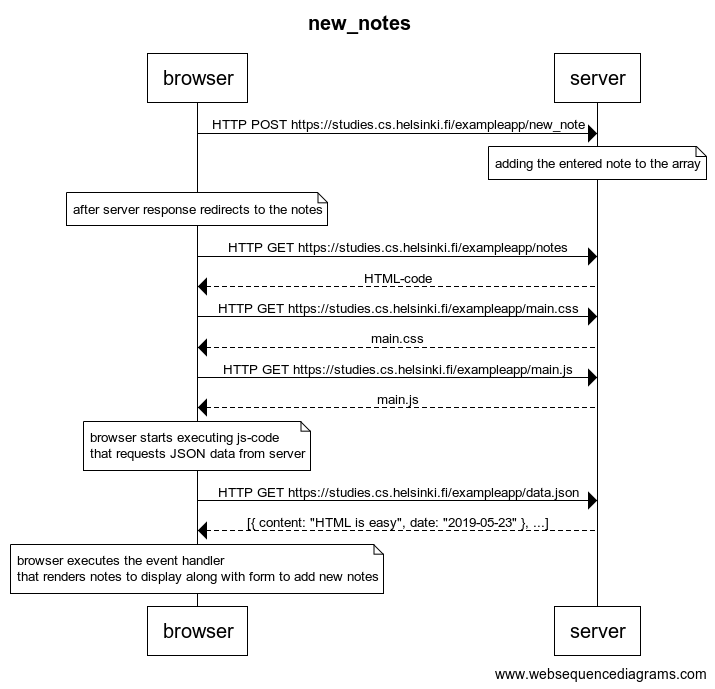 new_notes
browser
server
HTTP POST https://studies.cs.helsinki.fi/exampleapp/new_note
adding the entered note to the array
after server response redirects to the notes
HTTP GET https://studies.cs.helsinki.fi/exampleapp/notes
HTML-code
HTTP GET https://studies.cs.helsinki.fi/exampleapp/main.css
main.css
HTTP GET https://studies.cs.helsinki.fi/exampleapp/main.js
main.js
browser starts executing js-code
that requests JSON data from server
HTTP GET https://studies.cs.helsinki.fi/exampleapp/data.json
[{ content: "HTML is easy", date: "2019-05-23" }, ...]
browser executes the event handler
that renders notes to display along with form to add new notes
browser
server
www.websequencediagrams.com